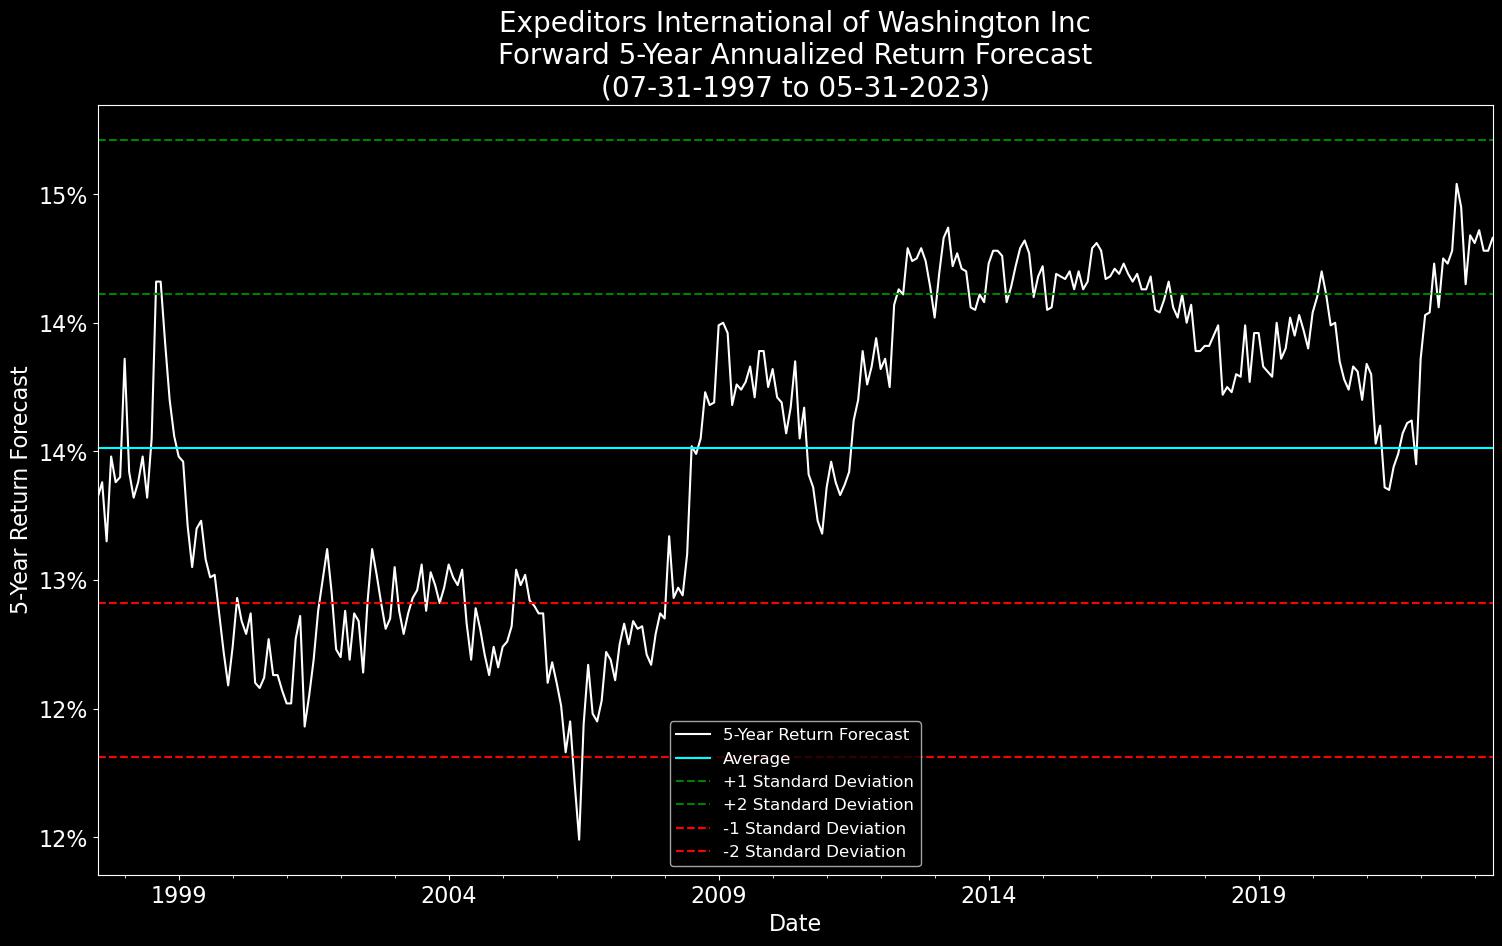 Expeditors International of Washington Inc
Forward 5-Year Annualized Return Forecast
(07-31-1997 to 05-31-2023)
5-Year Return Forecast
15%
14%
14%
13%
12%
12%
5-Year Return Forecast
Average
+1 Standard Deviation
+2 Standard Deviation
-1 Standard Deviation
-2 Standard Deviation
1999 2004 2009 2014 2019
Date